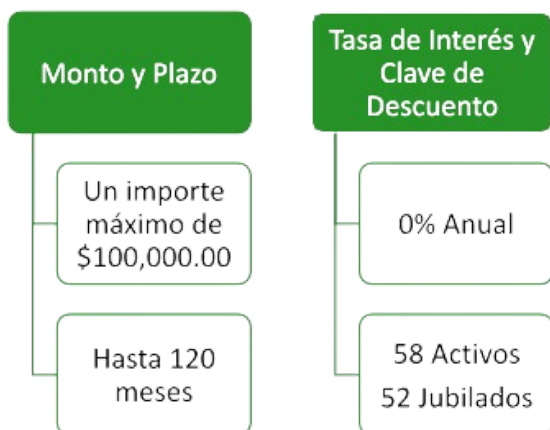 Monto y Plazo
Un importe
máximo de
$100,000.00
Hasta 120
meses
Tasa de Interés y
Clave de
Descuento
0% Anual
58 Activos
52 Jubilados